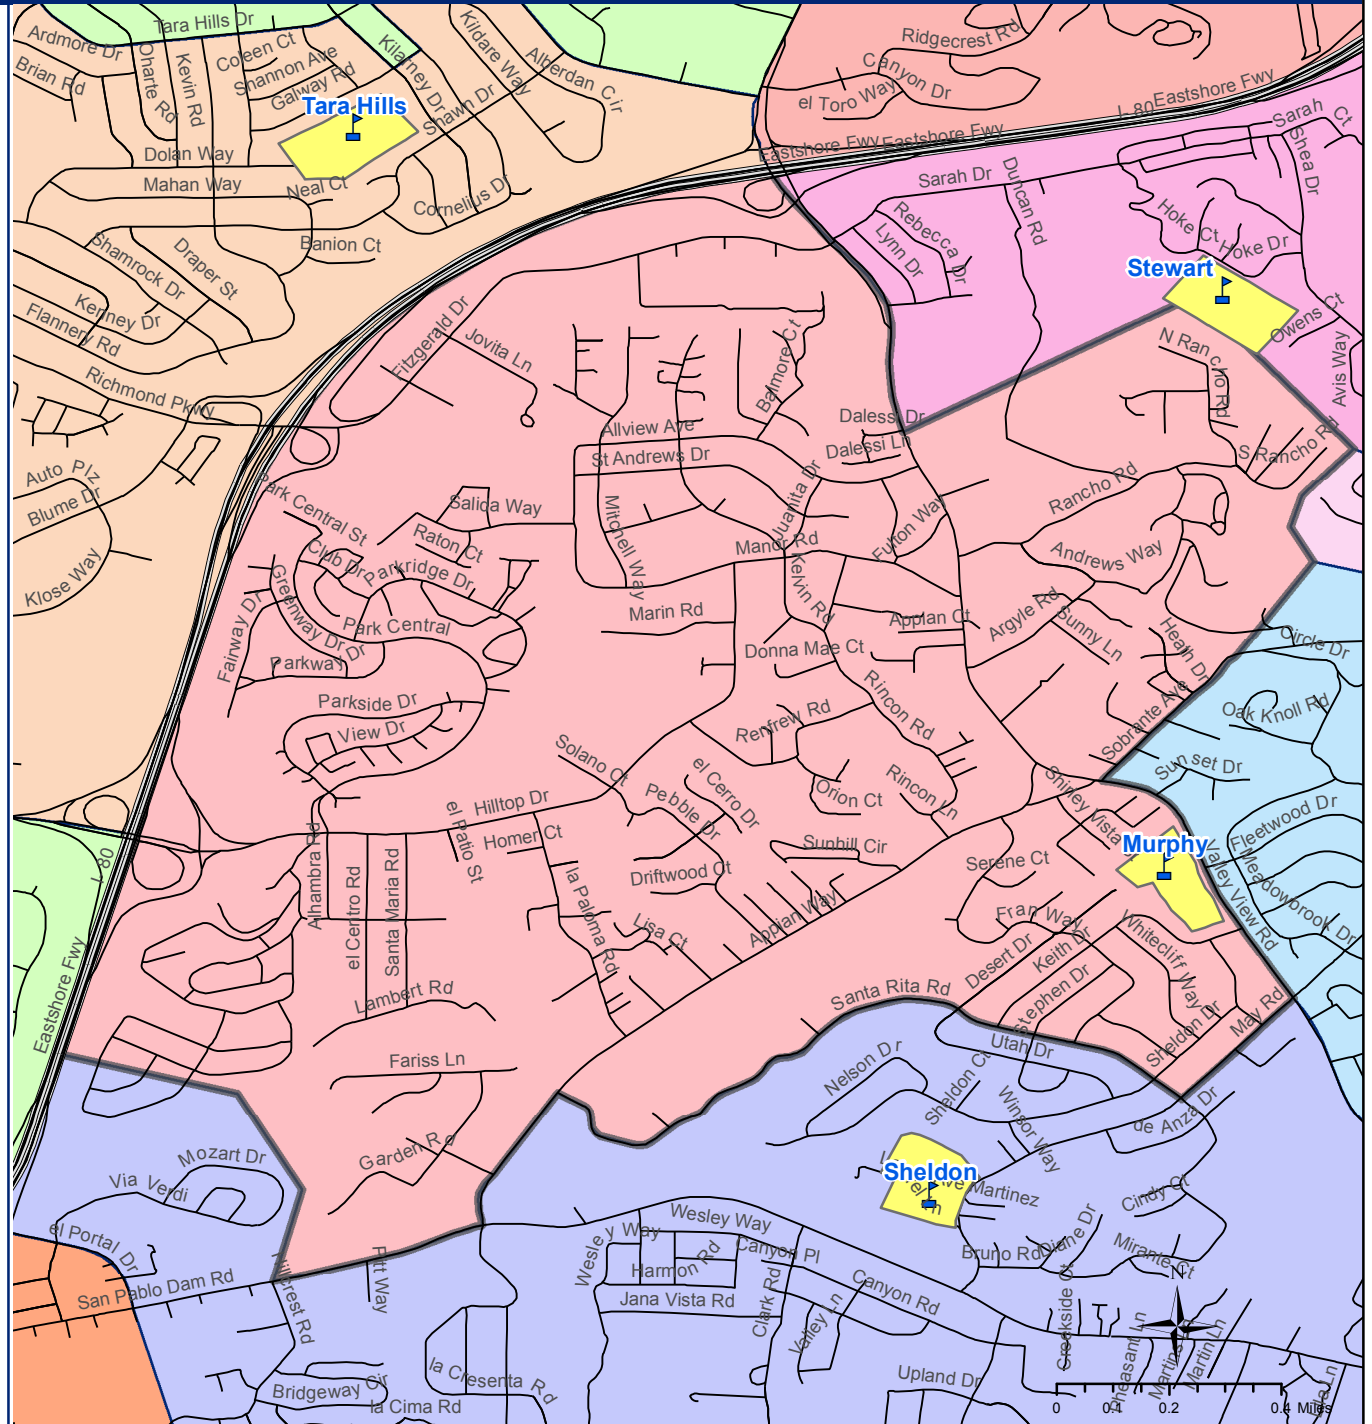 Tara Hills Dr
Ardmore Dr
Brian Rd
Oharte Rd
Kevin Rd
Coleen Ct
Shannon Ave
Galway Rd
Kilarney Dr
Kildare Way
Alberdan Cir
Shawn Dr
Tara Hills
Dolan Way
Mahan Way
Neal Ct
Cornelius Dr
Banion Ct
Shamrock Dr
Draper St
Kenney Dr
Flannery Rd
Richmond Pkwy
Auto Plz
Blume Dr
Klose Way
Ridgecrest Rd
Canyon Dr
el Toro Way
Eastshore Fwy
Eastshore Fwy
I-80
Eastshore Fwy
Sarah Ct
Shea Dr
Sarah Dr
Duncan Rd
Rebecca Dr
Lynn Dr
Hoke Ct
Hoke Dr
Stewart
Owens Ct
Avis Way
N Rancho Rd
S Rancho Rd
Rancho Rd
Fitzgerald Dr
Jovita Ln
Balmore Ct
Dalessi Dr
Dalessi Ln
Allview Ave
St Andrews Dr
Juanita Dr
Mitchell Way
Manor Rd
Fulton Way
Kelvin Rd
Salida Way
Raton Ct
Park Central St
Club Dr
Parkridge Dr
Greenway Dr
Fairway Dr
Park Central
Parkway Dr
Parkside Dr
View Dr
Marin Rd
Donna Mae Ct
Appian Ct
Argyle Rd
Andrews Way
Sunny Ln
Heath Dr
Sobrante Ave
Circle Dr
Oak Knoll Rd
Sun set Dr
Fleetwood Dr
Meadowbrook Dr
Valley View Rd
Renfrew Rd
Rincon Rd
Rincon Ln
Orion Ct
Solano Ct
el Cerro Dr
Pebble Dr
Hilltop Dr
Homer Ct
el Patio St
Driftwood Ct
Sunhill Cir
Shirley Vista
Murphy
Serene Ct
Fran Way
Whitecliff Way
Keith Dr
Desert Dr
Stephen Dr
Sheldon Dr
May Rd
Alhambra Rd
el Centro Rd
Santa Maria Rd
la Paloma Rd
Lisa Ct
Appian Way
Lambert Rd
Santa Rita Rd
Utah Dr
Fariss Ln
Garden Rd
I-80
Eastshore Fwy
Nelson Dr
Sheldon Ct
Winsor Way
de Anza Dr
Sheldon
Martinez
Cindy Ct
Diane Dr
Bruno Rd
Mirante Ct
Mozart Dr
Via Verdi
el Portal Dr
San Pablo Dam Rd
Hillcrest Rd
Pitt Way
Wesley Way
Wesley Way
Canyon Pl
Harmon Rd
Jana Vista Rd
Clark Rd
Valley Ln
Canyon Rd
Creekside Ct
Pheasant Ln
Martin Ln
Upland Dr
la Cresenta Rd
Bridgeway Cir
la Cima Rd
N
0 0.1 0.2 0.4 Miles